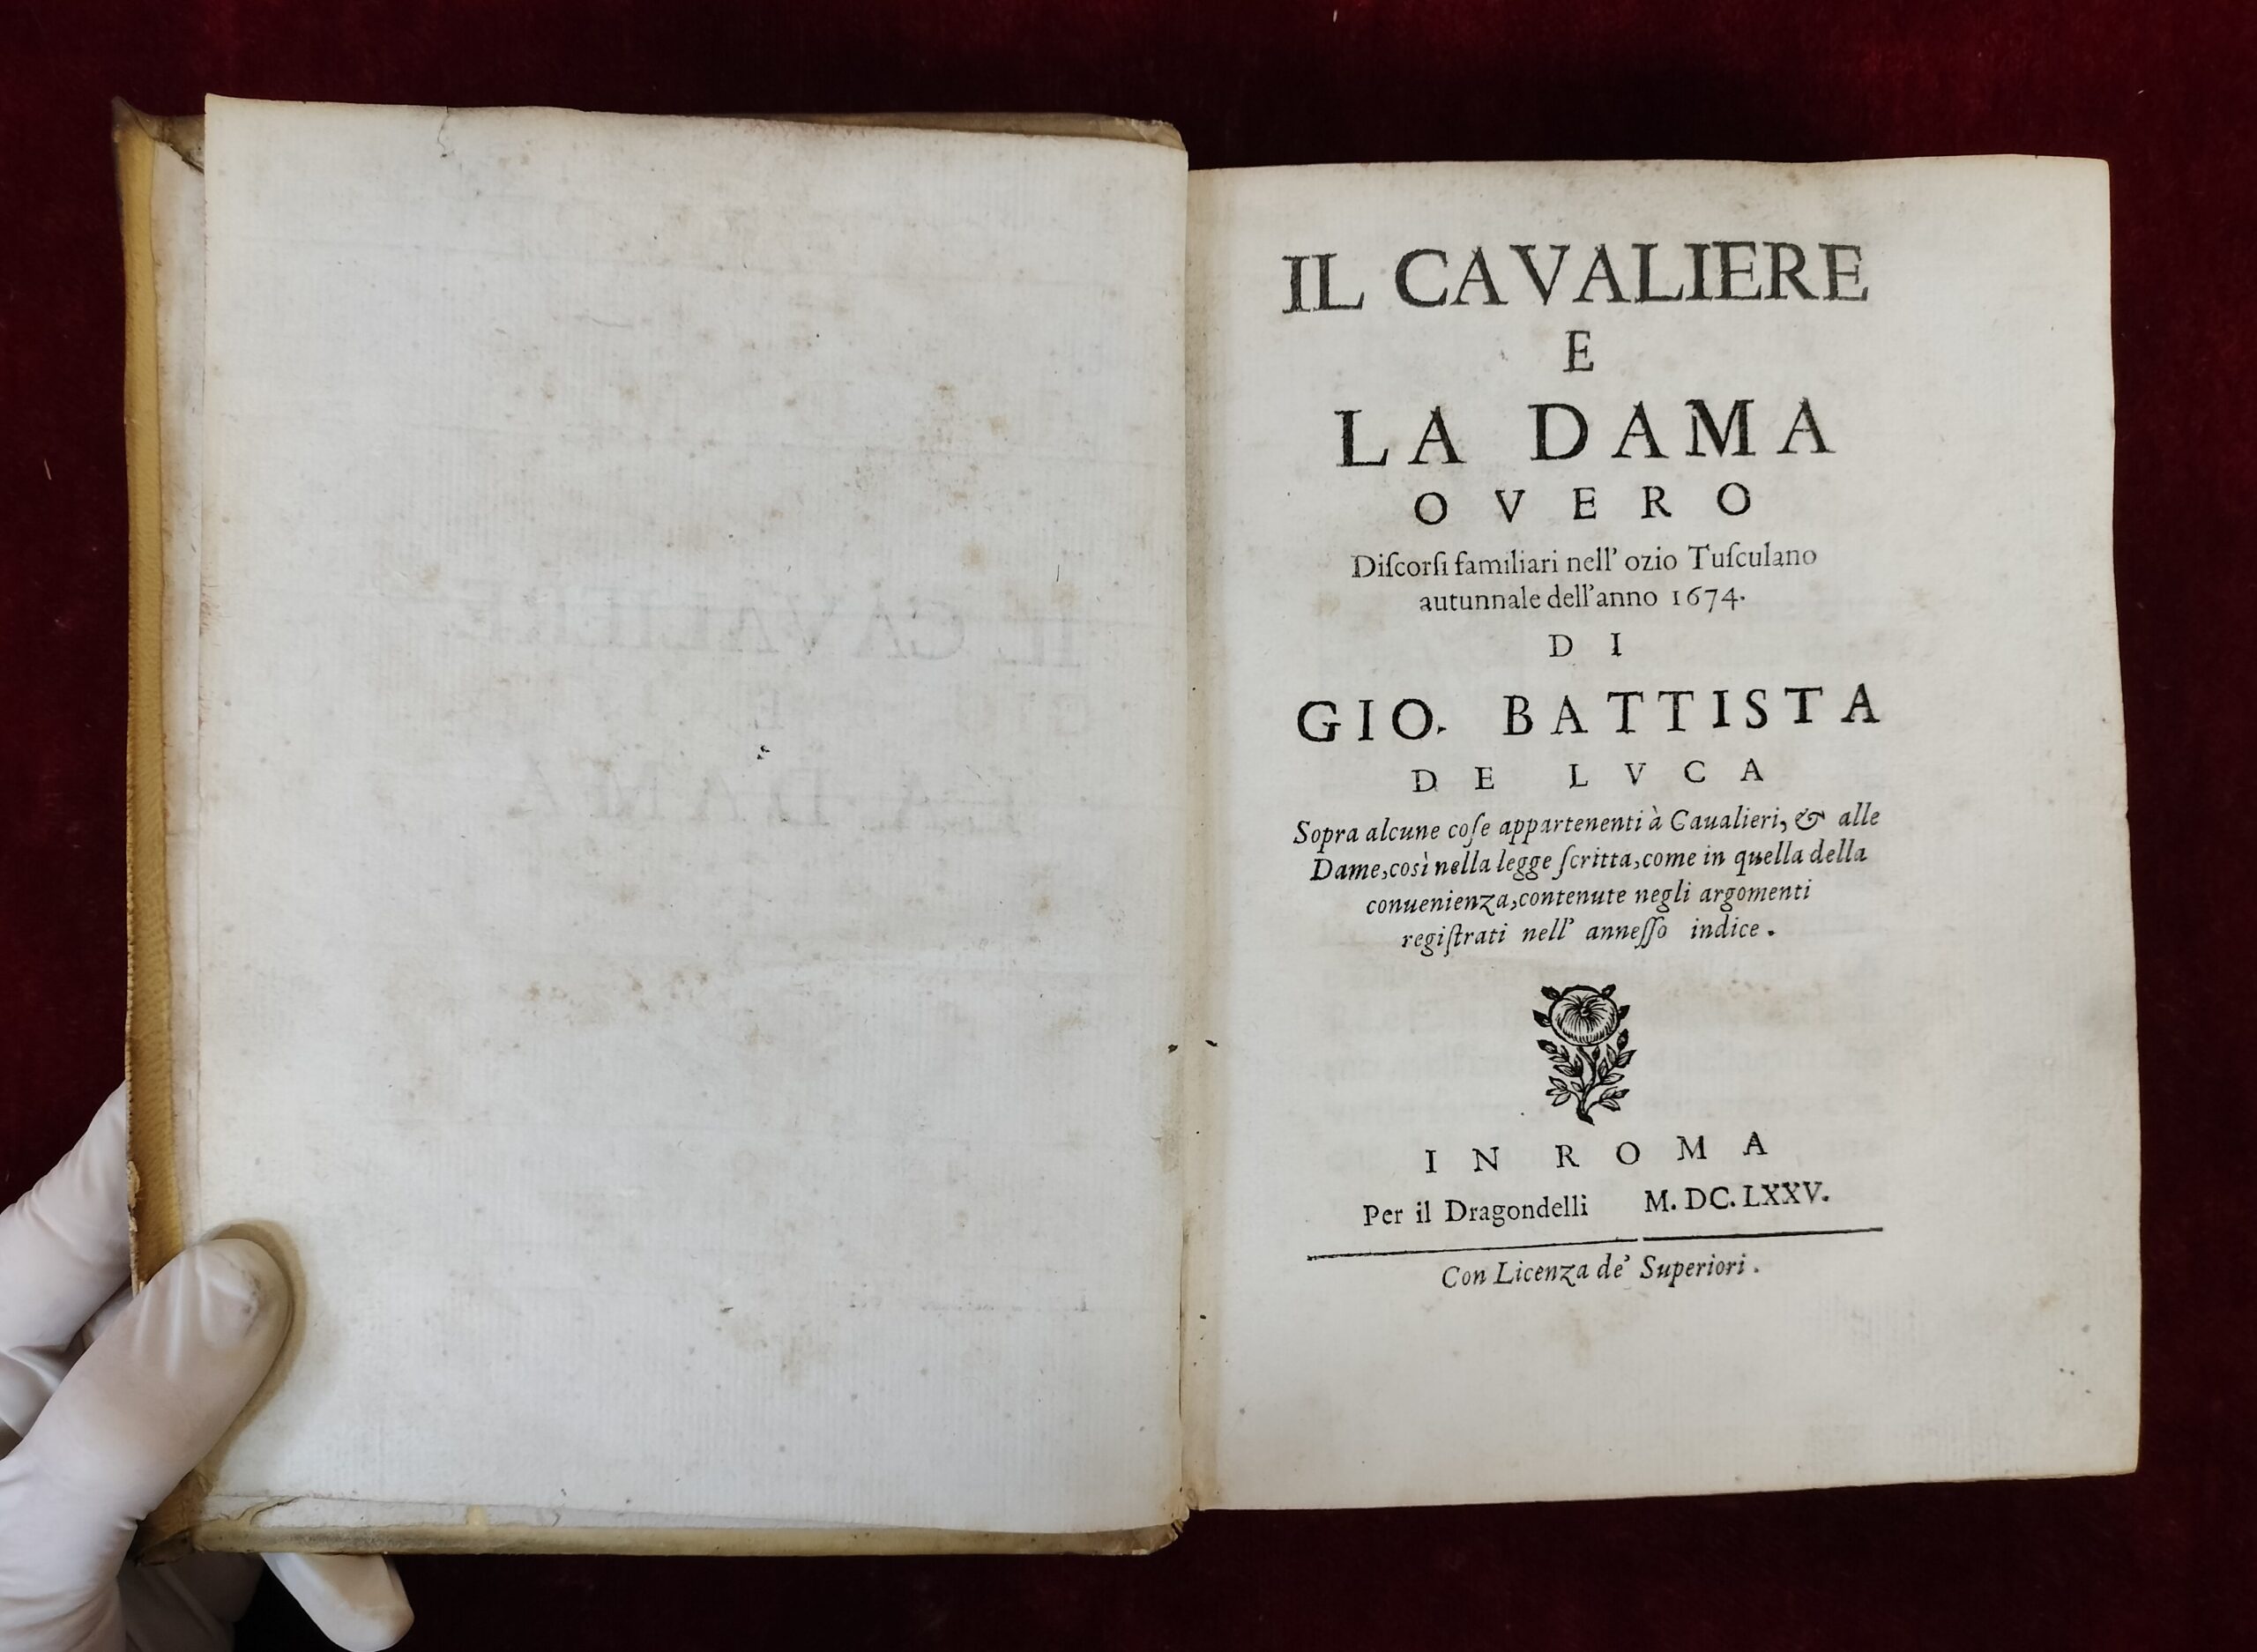 IL CAVALIERE
E
LA DAMA
OVERO
Diſcorſi familiari nell' ozio Tuſculano
autunnale dell'anno 1674.
DI
GIO. BATTISTA
DE LVCA
Sopra alcune coſe appartenenti à Caualieri, & alle
Dame, così nella legge ſcritta, come in quella della
conuenienza, contenute negli argomenti
regiſtrati nell' anneſſo indice.
IN ROMA
Per il Dragondelli M. DC. LXXV.
Con Licenza de' Superiori.